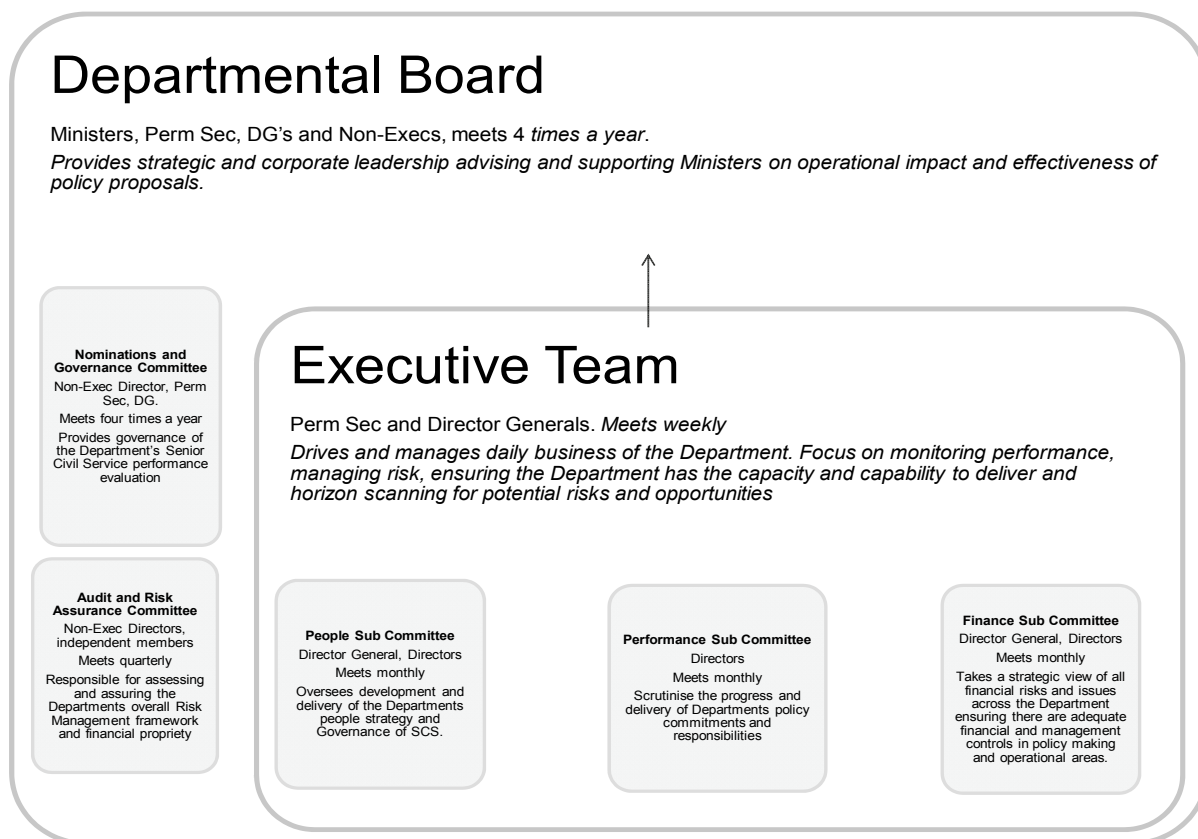 Departmental Board
Ministers, Perm Sec, DG's and Non-Execs, meets 4 times a year.
Provides strategic and corporate leadership advising and supporting Ministers on operational impact and effectiveness of
policy proposals.
Nominations and
Governance Committee
Non-Exec Director, Perm
Sec, DG.
Meets four times a year
Provides governance of
the Department's Senior
Civil Service performance
evaluation
Audit and Risk
Assurance Committee
Non-Exec Directors,
independent members
Meets quarterly
Responsible for assessing
and assuring the
Departments overall Risk
Management framework
and financial propriety
Executive Team
Perm Sec and Director Generals. Meets weekly
Drives and manages daily business of the Department. Focus on monitoring performance,
managing risk, ensuring the Department has the capacity and capability to deliver and
horizon scanning for potential risks and opportunities
People Sub Committee
Director General, Directors
Meets monthly
Oversees development and
delivery of the Departments
people strategy and
Governance of SCS.
Performance Sub Committee
Directors
Meets monthly
Scrutinise the progress and
delivery of Departments policy
commitments and
responsibilities
Finance Sub Committee
Director General, Directors
Meets monthly
Takes a strategic view of all
financial risks and issues
across the Department
ensuring there are adequate
financial and management
controls in policy making
and operational areas.